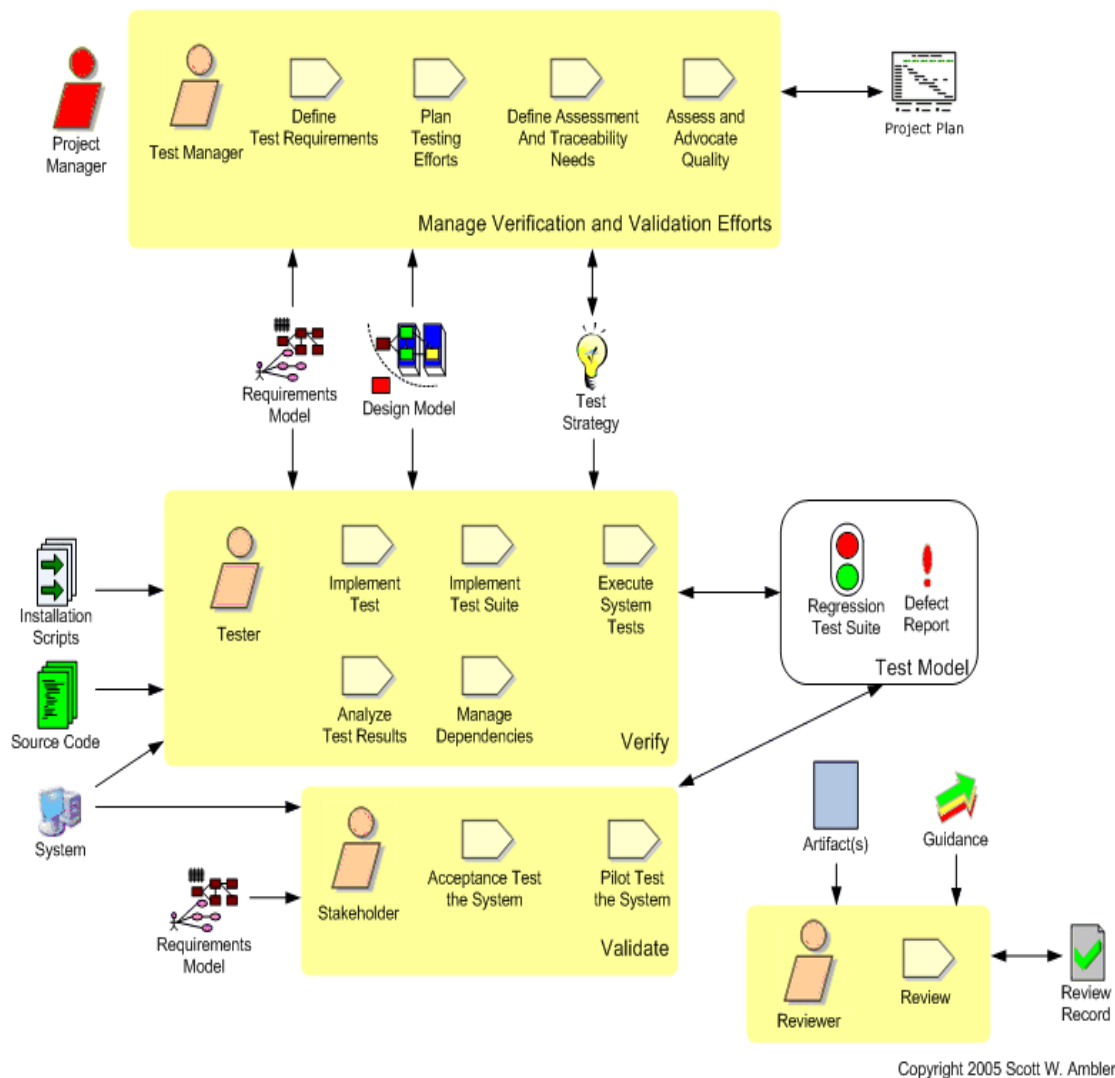 Project
Manager
Test Manager
Define
Test Requirements
Plan
Testing
Efforts
Define Assessment
And Traceability
Needs
Assess and
Advocate
Quality
Project Plan
Manage Verification and Validation Efforts
Requirements
Model
Design Model
Test
Strategy
Installation
Scripts
Source Code
System
Tester
Implement
Test
Implement
Test Suite
Execute
System
Tests
Analyze
Test Results
Manage
Dependencies
Verify
Regression
Test Suite
Defect
Report
Test Model
Requirements
Model
Stakeholder
Acceptance Test
the System
Pilot Test
the System
Validate
Artifact(s)
Guidance
Reviewer
Review
Review
Record
Copyright 2005 Scott W. Ambler